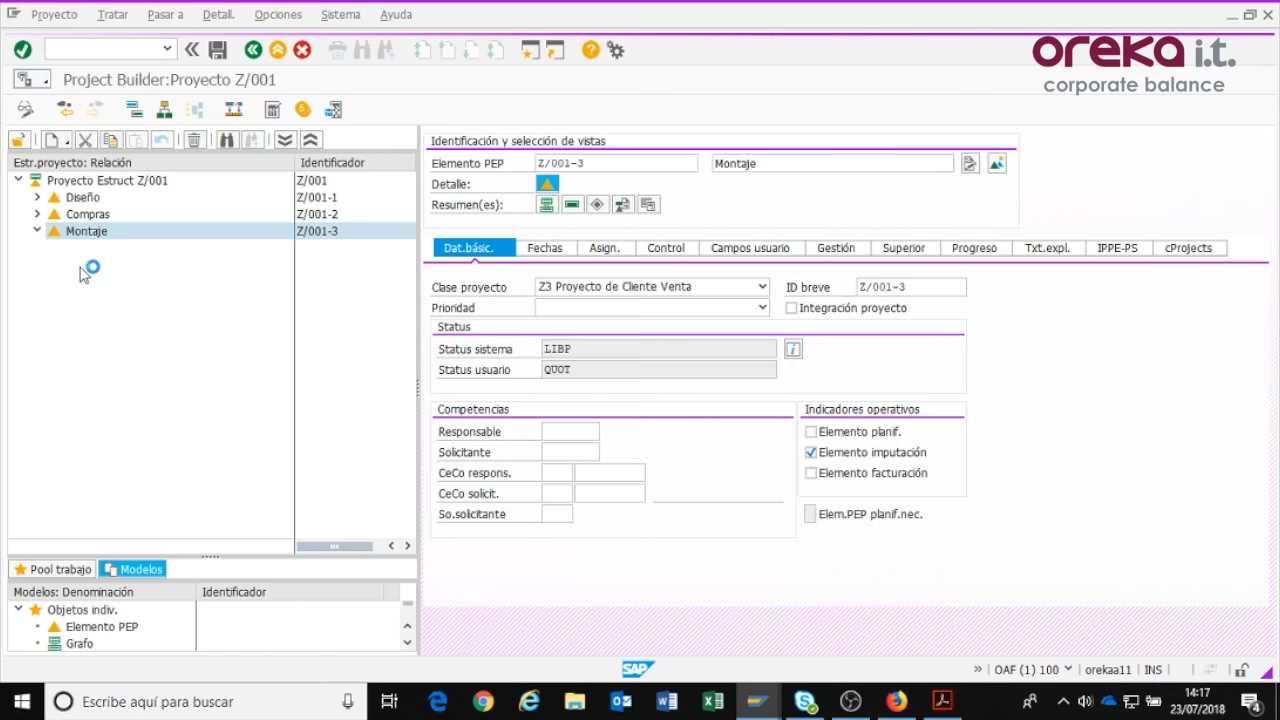 Proyecto Tratar Pasar a Detall. Opciones Sistema Ayuda
oreka i.t.
corporate balance
Project Builder:Proyecto Z/001
Estr.proyecto: Relación Identificador
Proyecto Estruct Z/001 Z/001
Diseño Z/001-1
Compras Z/001-2
Montaje Z/001-3
Identificación y selección de vistas
Elemento PEP Z/001-3 Montaje
Detalle:
Resumen(es):
Dat.básic. Fechas Asign. Control Campos usuario Gestión Superior Progreso Txt.expl. IPPE-PS cProjects
Clase proyecto Z3 Proyecto de Cliente Venta ID breve Z/001-3
Prioridad Integración proyecto
Status
Status sistema LIBP
Status usuario QUOT
Competencias Indicadores operativos
Responsable Elemento planif.
Solicitante Elemento imputación
CeCo respons. Elemento facturación
CeCo solicit.
So.solicitante Elem.PEP planif.nec.
Pool trabajo Modelos
Modelos: Denominación Identificador
Objetos indiv.
Elemento PEP
Grafo
SAP
OAF (1) 100 orekaa11 INS
Escribe aquí para buscar
14:17
23/07/2018
4